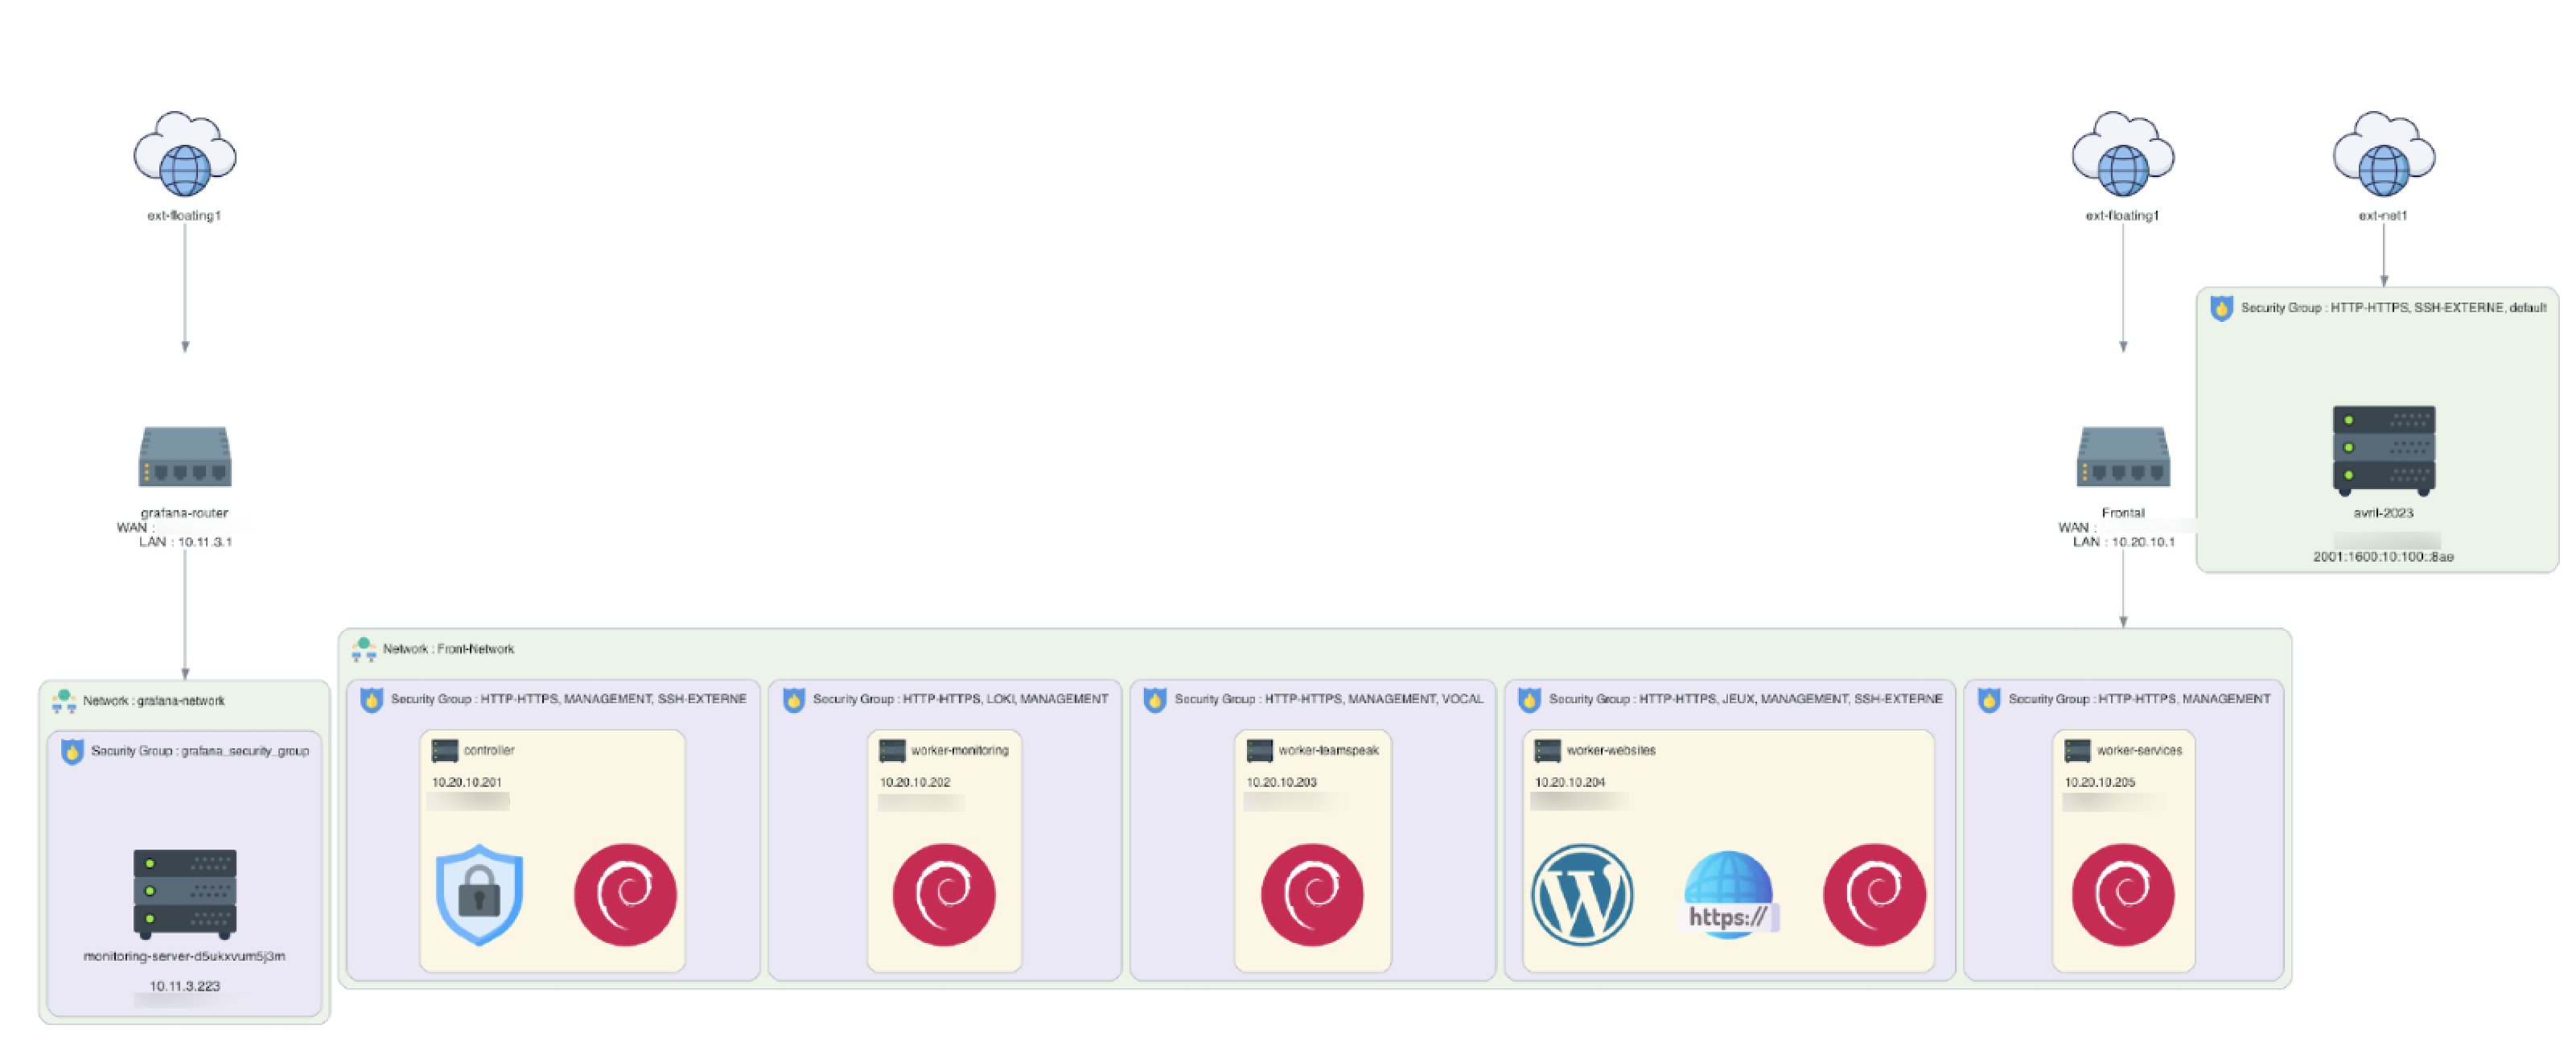 ext-floating1
ext-floating1
ext-net1
Security Group : HTTP-HTTPS, SSH-EXTERNE, default
grafana-router
WAN :
LAN : 10.11.3.1
Frontal
WAN :
LAN : 10.20.10.1
avril-2023
2001:1600:10:100::8ae
Network : grafana-network
Security Group : grafana_security_group
monitoring-server-d5ukxvum5j3m
10.11.3.223
Network : Front-Network
Security Group : HTTP-HTTPS, MANAGEMENT, SSH-EXTERNE
controller
10.20.10.201
Security Group : HTTP-HTTPS, LOKI, MANAGEMENT
worker-monitoring
10.20.10.202
Security Group : HTTP-HTTPS, MANAGEMENT, VOCAL
worker-teamspeak
10.20.10.203
Security Group : HTTP-HTTPS, JEUX, MANAGEMENT, SSH-EXTERNE
worker-websites
10.20.10.204
https://
Security Group : HTTP-HTTPS, MANAGEMENT
worker-services
10.20.10.205